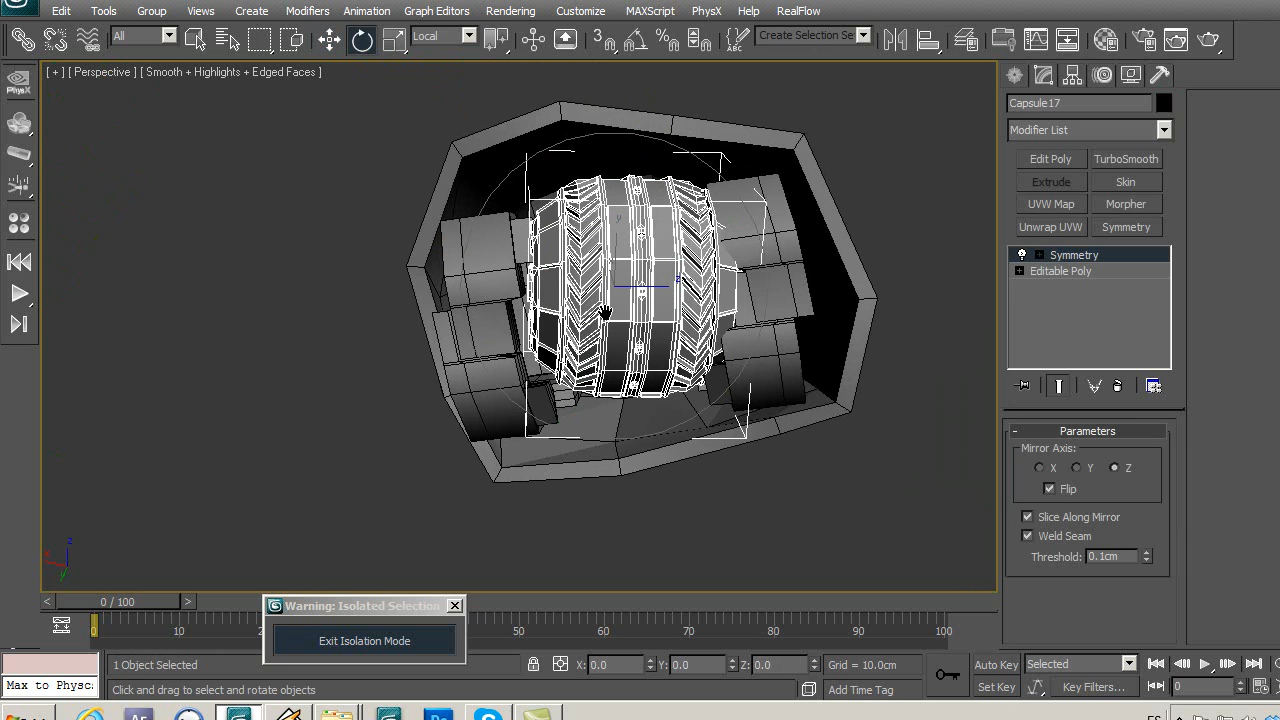 Edit Tools Group Views Create Modifiers Animation Graph Editors Rendering Customize MAXScript PhysX Help RealFlow
All Local 3 Create Selection Se
[ + ] [ Perspective ] [ Smooth + Highlights + Edged Faces ]
PhysX
Capsule17
Modifier List
Edit Poly TurboSmooth
Extrude Skin
UVW Map Morpher
Unwrap UVW Symmetry
Symmetry
Editable Poly
y
z
- Parameters
Mirror Axis:
X Y Z
Flip
Slice Along Mirror
Weld Seam
Threshold: 0.1cm
z
x
y
< 0 / 100 >
Warning: Isolated Selection
Exit Isolation Mode
0 10 50 60 70 80 90 100
1 Object Selected X: 0.0 Y: 0.0 Z: 0.0 Grid = 10.0cm Auto Key Selected
Max to Physc: Click and drag to select and rotate objects Add Time Tag Set Key Key Filters... 0
ES